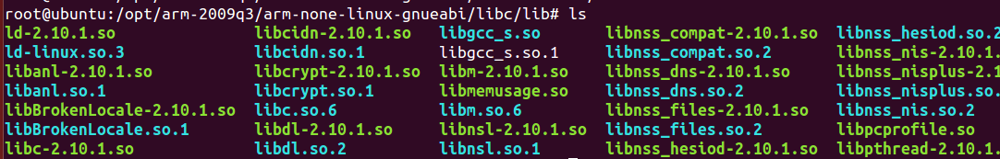 root@ubuntu:/opt/arm-2009q3/arm-none-linux-gnueabi/libc/lib# ls
ld-2.10.1.so libcidn-2.10.1.so libgcc_s.so libnss_compat-2.10.1.so libnss_hesiod.so.2
ld-linux.so.3 libcidn.so.1 libgcc_s.so.1 libnss_compat.so.2 libnss_nis-2.10.1.
libanl-2.10.1.so libcrypt-2.10.1.so libm-2.10.1.so libnss_dns-2.10.1.so libnss_nisplus-2.1
libanl.so.1 libcrypt.so.1 libmemusage.so libnss_dns.so.2 libnss_nisplus.so.
libBrokenLocale-2.10.1.so libc.so.6 libm.so.6 libnss_files-2.10.1.so libnss_nis.so.2
libBrokenLocale.so.1 libdl-2.10.1.so libnsl-2.10.1.so libnss_files.so.2 libpcprofile.so
libc-2.10.1.so libdl.so.2 libnsl.so.1 libnss_hesiod-2.10.1.so libpthread-2.10.1.